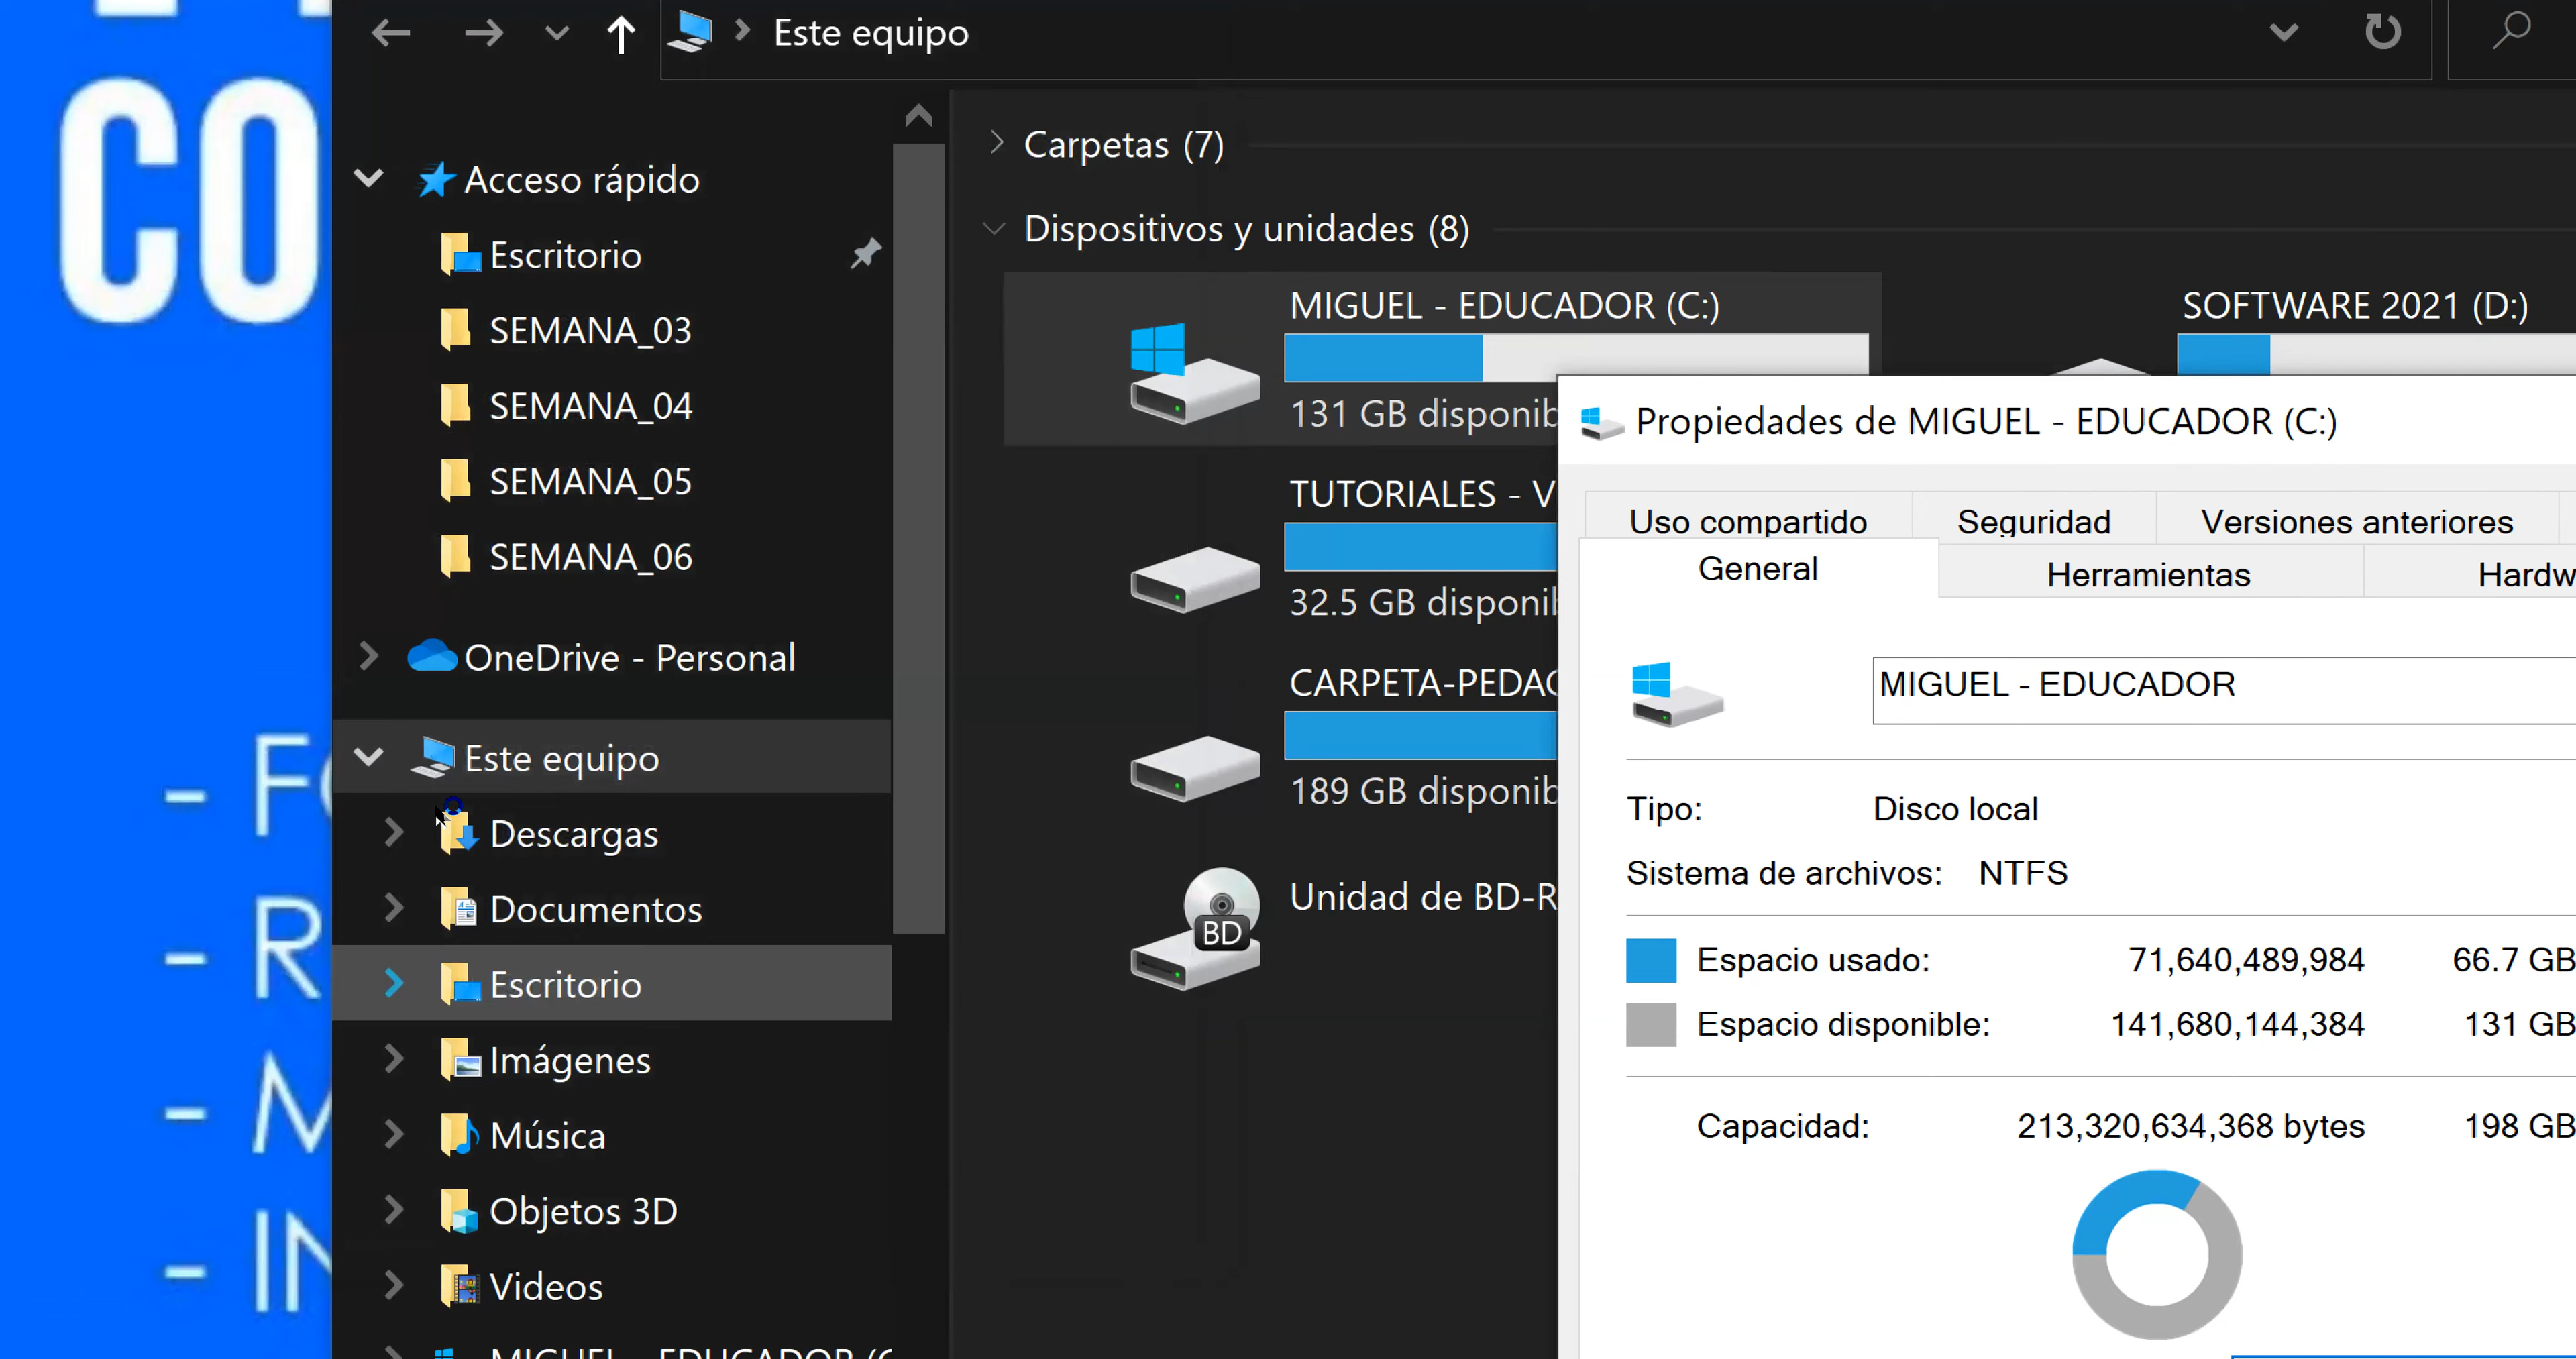 CO
- F
- R
- M
- IN
Este equipo
Acceso rápido
Escritorio
SEMANA_03
SEMANA_04
SEMANA_05
SEMANA_06
OneDrive - Personal
Este equipo
Descargas
Documentos
Escritorio
Imágenes
Música
Objetos 3D
Videos
MIGUEL - EDUCADOR (C
Carpetas (7)
Dispositivos y unidades (8)
MIGUEL - EDUCADOR (C:)
131 GB disponib
SOFTWARE 2021 (D:)
TUTORIALES - V
32.5 GB disponib
CARPETA-PEDAG
189 GB disponib
BD
Unidad de BD-R
Propiedades de MIGUEL - EDUCADOR (C:)
Uso compartido
Seguridad
Versiones anteriores
General
Herramientas
Hardw
MIGUEL - EDUCADOR
Tipo: Disco local
Sistema de archivos: NTFS
Espacio usado: 71,640,489,984 66.7 GB
Espacio disponible: 141,680,144,384 131 GB
Capacidad: 213,320,634,368 bytes 198 GB